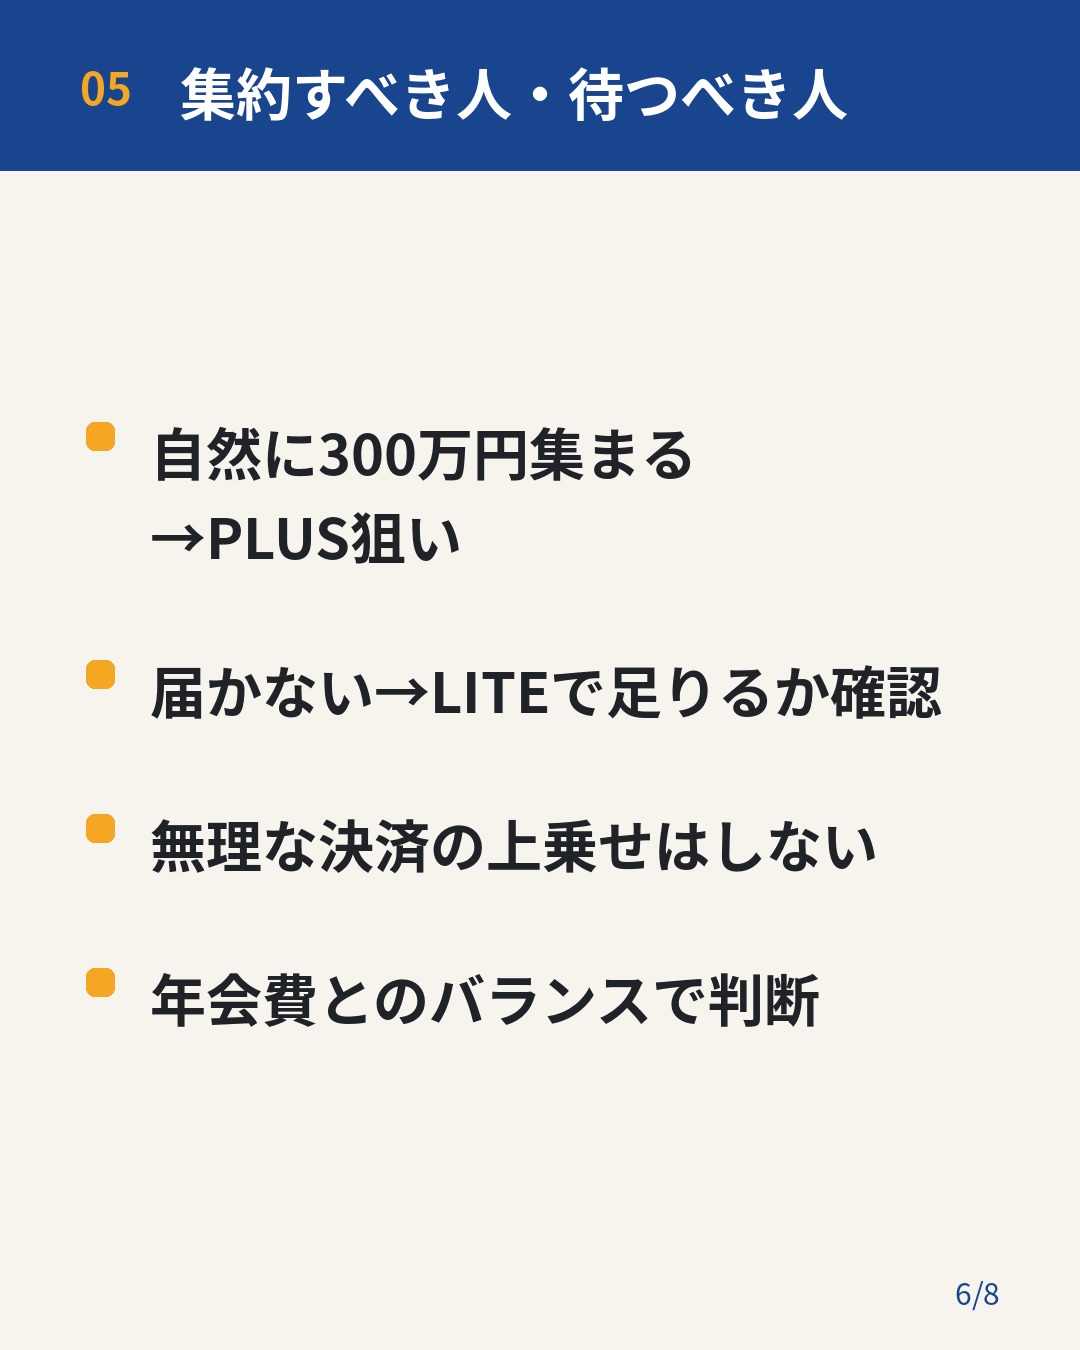 05 集約すべき人・待つべき人
自然に300万円集まる
→PLUS狙い
届かない→LITEで足りるか確認
無理な決済の上乗せはしない
年会費とのバランスで判断
6/8